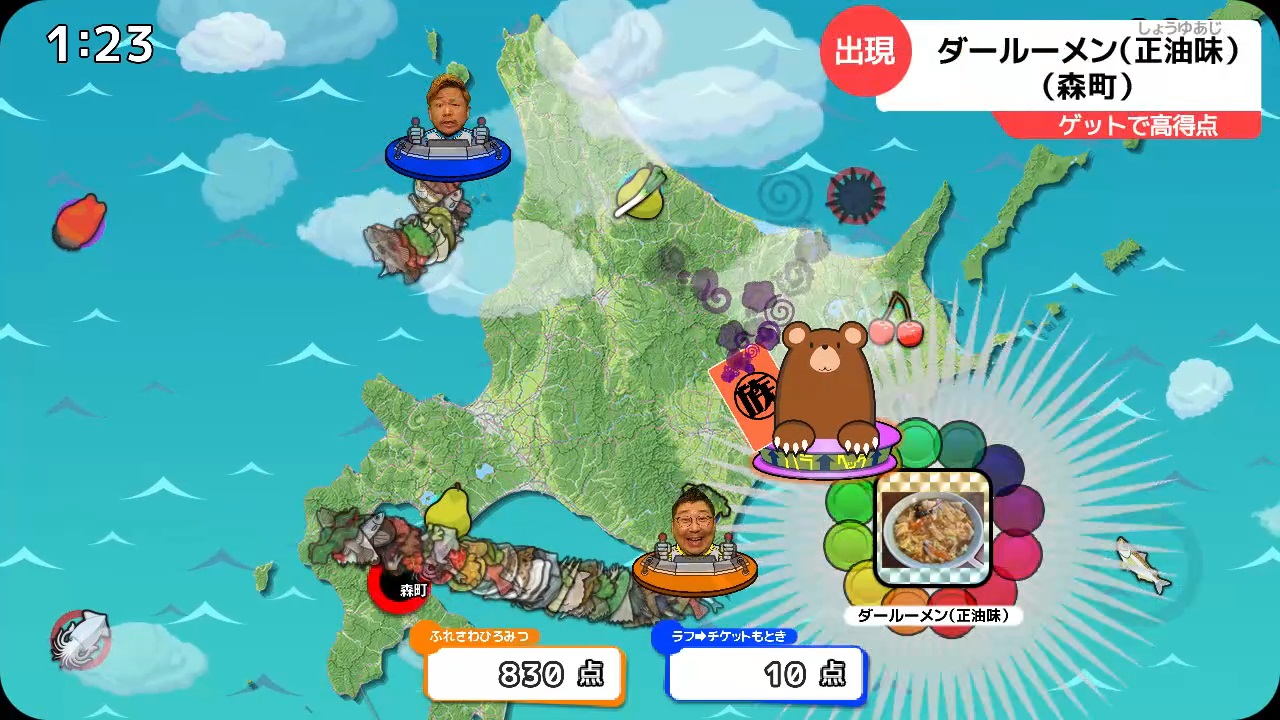 1:23
出現
しょうゆあじ
ダールーメン(正油味)
(森町)
ゲットで高得点
族
森町
ダールーメン(正油味)
ふれさわひろみつ
830 点
ラフ➡チケットもとき
10 点